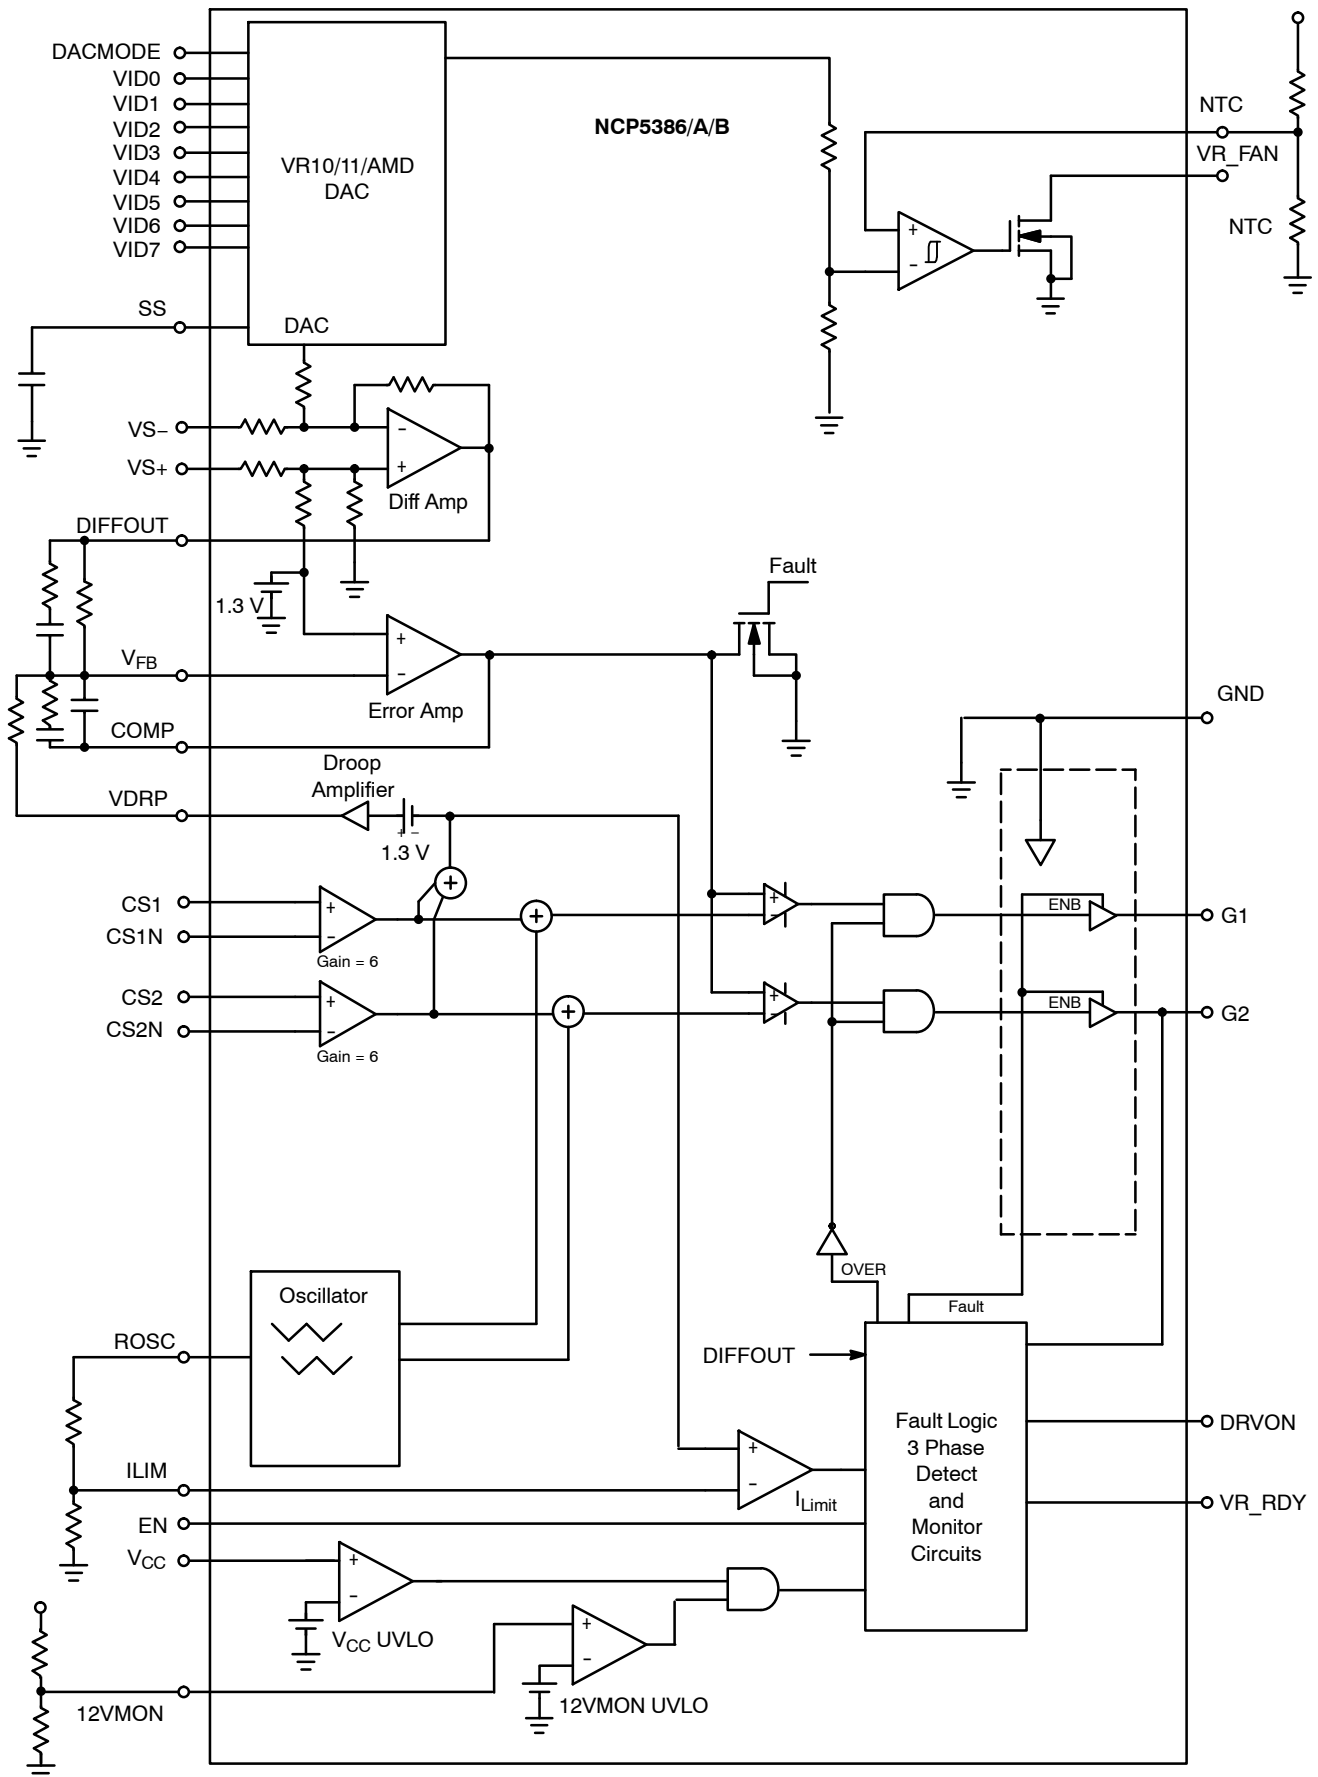 DACMODE
VID0
VID1
VID2
VID3
VID4
VID5
VID6
VID7
VR10/11/AMD
DAC
NCP5386/A/B
NTC
VR_FAN
NTC
+
−
SS
DAC
VS−
VS+
−
+
Diff Amp
DIFFOUT
1.3 V
Fault
VFB
+
−
Error Amp
COMP
GND
Droop
Amplifier
VDRP
+ −
1.3 V
+
CS1
CS1N
+
−
Gain = 6
+
+
−
ENB
G1
CS2
CS2N
+
−
Gain = 6
+
+
−
ENB
G2
OVER
Fault
Oscillator
ROSC
DIFFOUT
Fault Logic
3 Phase
Detect
and
Monitor
Circuits
DRVON
VR_RDY
ILIM
+
−
ILimit
EN
VCC
+
−
VCC UVLO
+
−
12VMON UVLO
12VMON